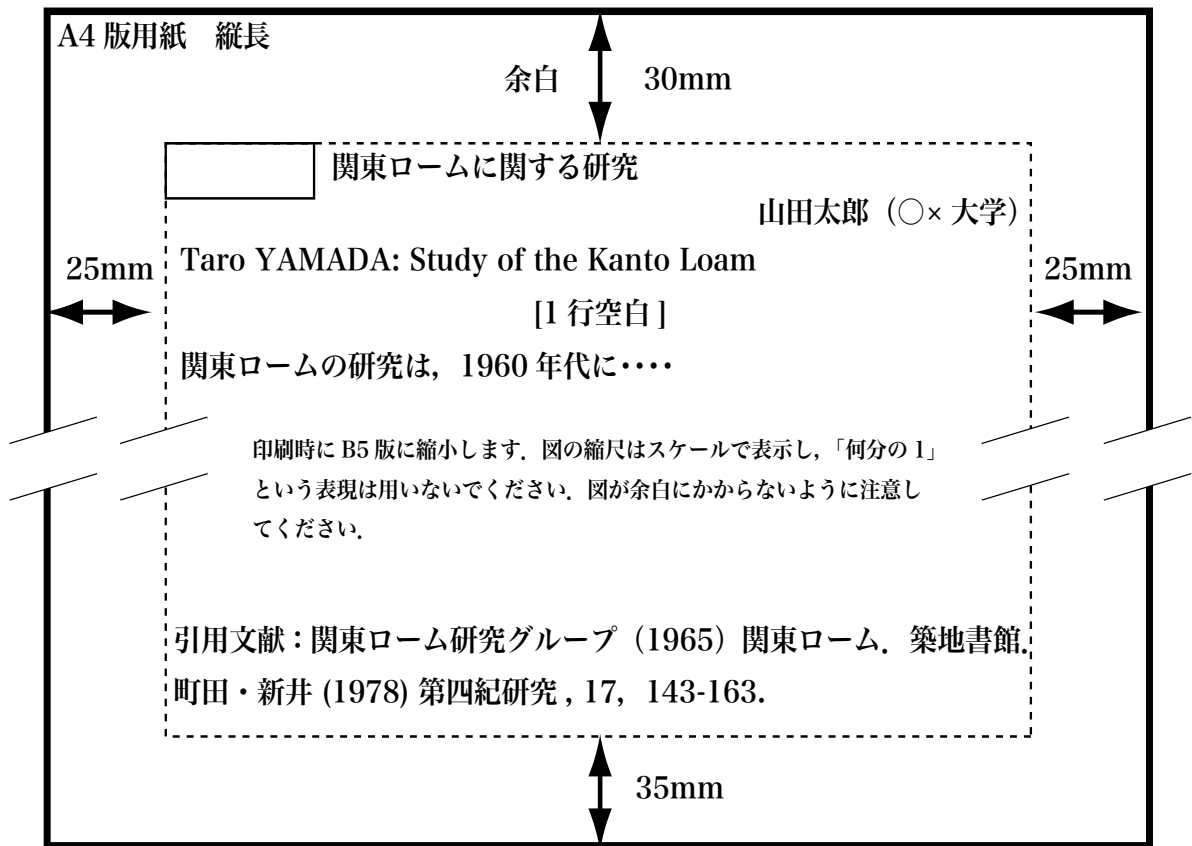 A4 版用紙　縦長
余白　30mm
関東ロームに関する研究
山田太郎（○× 大学）
Taro YAMADA: Study of the Kanto Loam
25mm
25mm
[1 行空白 ]
関東ロームの研究は，1960 年代に・・・・
印刷時に B5 版に縮小します．図の縮尺はスケールで表示し，「何分の 1」
という表現は用いないでください．図が余白にかからないように注意し
てください．
引用文献：関東ローム研究グループ（1965）関東ローム．築地書館．
町田・新井 (1978) 第四紀研究 , 17，143-163.
35mm